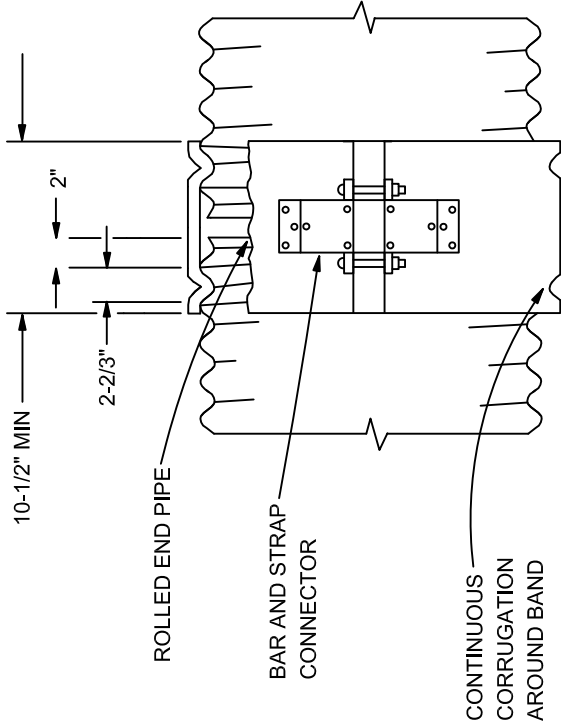 10-1/2" MIN
2"
2-2/3"
ROLLED END PIPE
BAR AND STRAP
CONNECTOR
CONTINUOUS
CORRUGATION
AROUND BAND